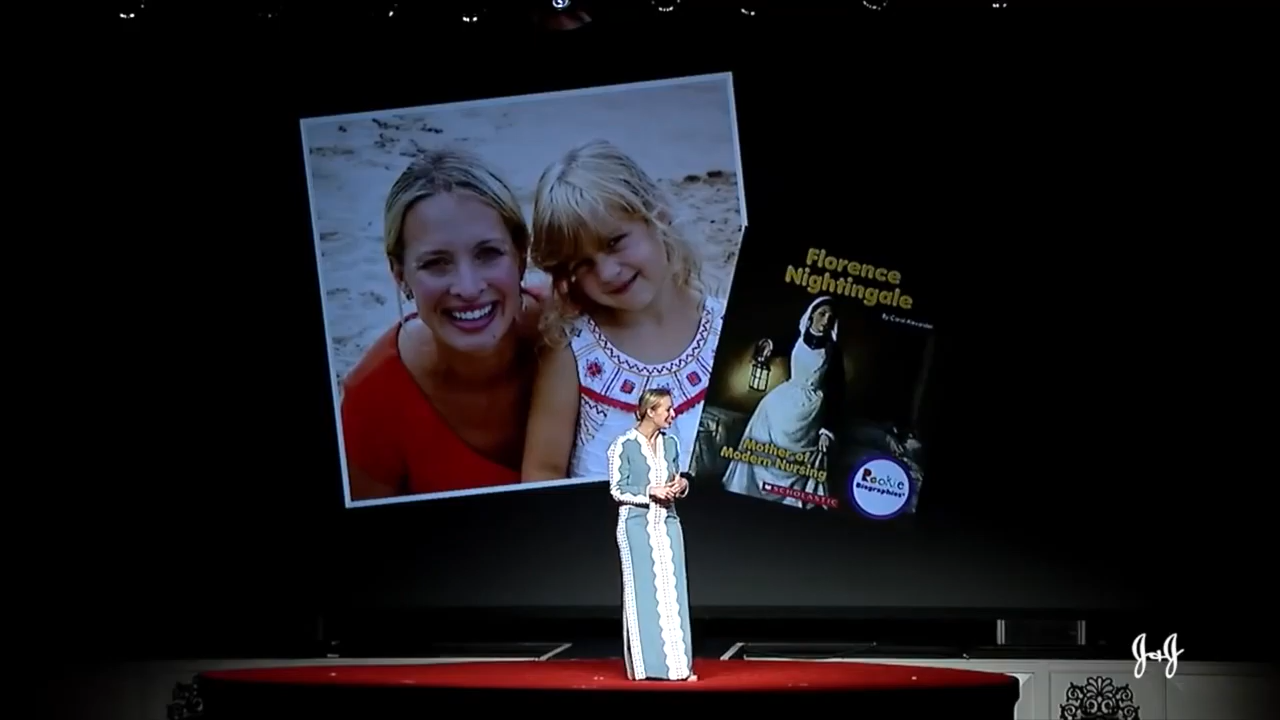 Florence
Nightingale
By Carol Alexander
Mother of
Modern Nursing
SCHOLASTIC
Rookie
Biographies®
J&J